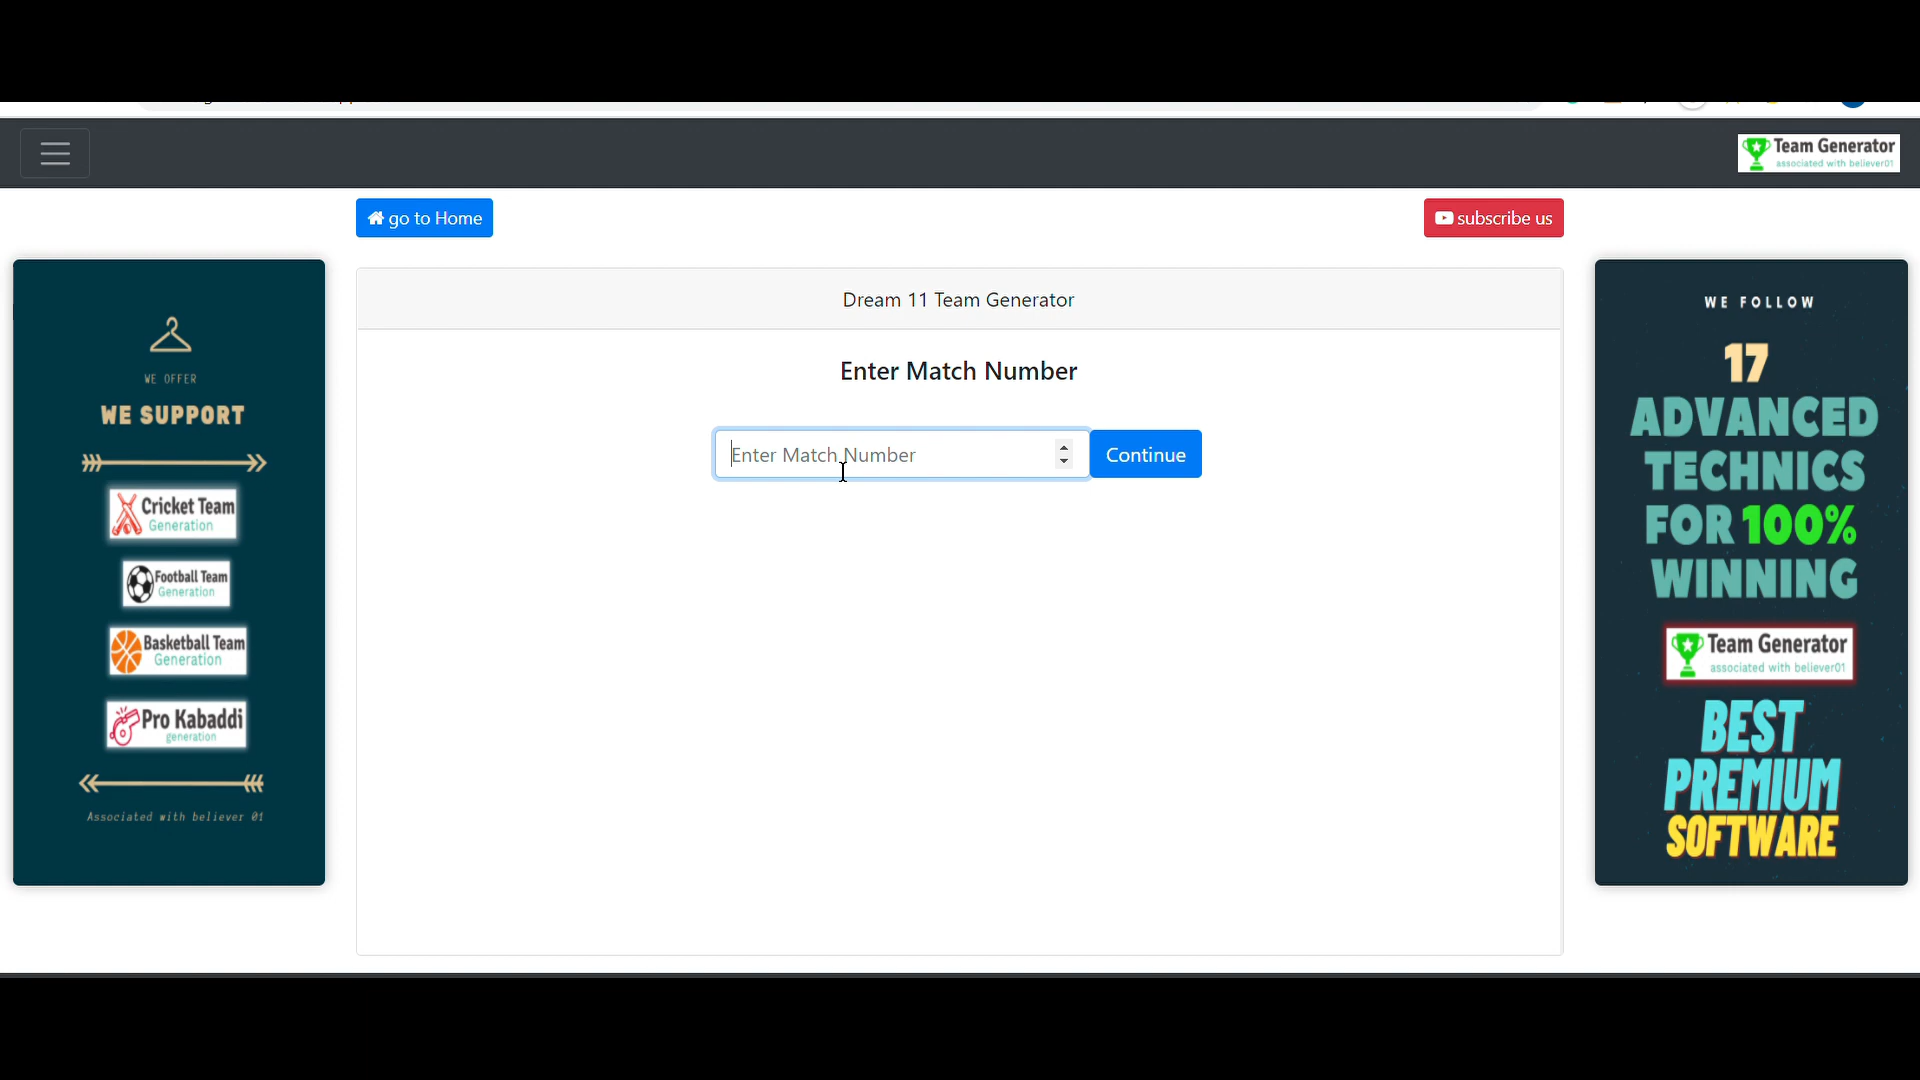 Team Generator
associated with believer01
go to Home
subscribe us
Dream 11 Team Generator
Enter Match Number
Enter Match Number
Continue
WE OFFER
WE SUPPORT
Cricket Team
Generation
Football Team
Generation
Basketball Team
Generation
Pro Kabaddi
generation
Associated with believer 01
WE FOLLOW
17
ADVANCED
TECHNICS
FOR 100%
WINNING
Team Generator
associated with believer01
BEST
PREMIUM
SOFTWARE